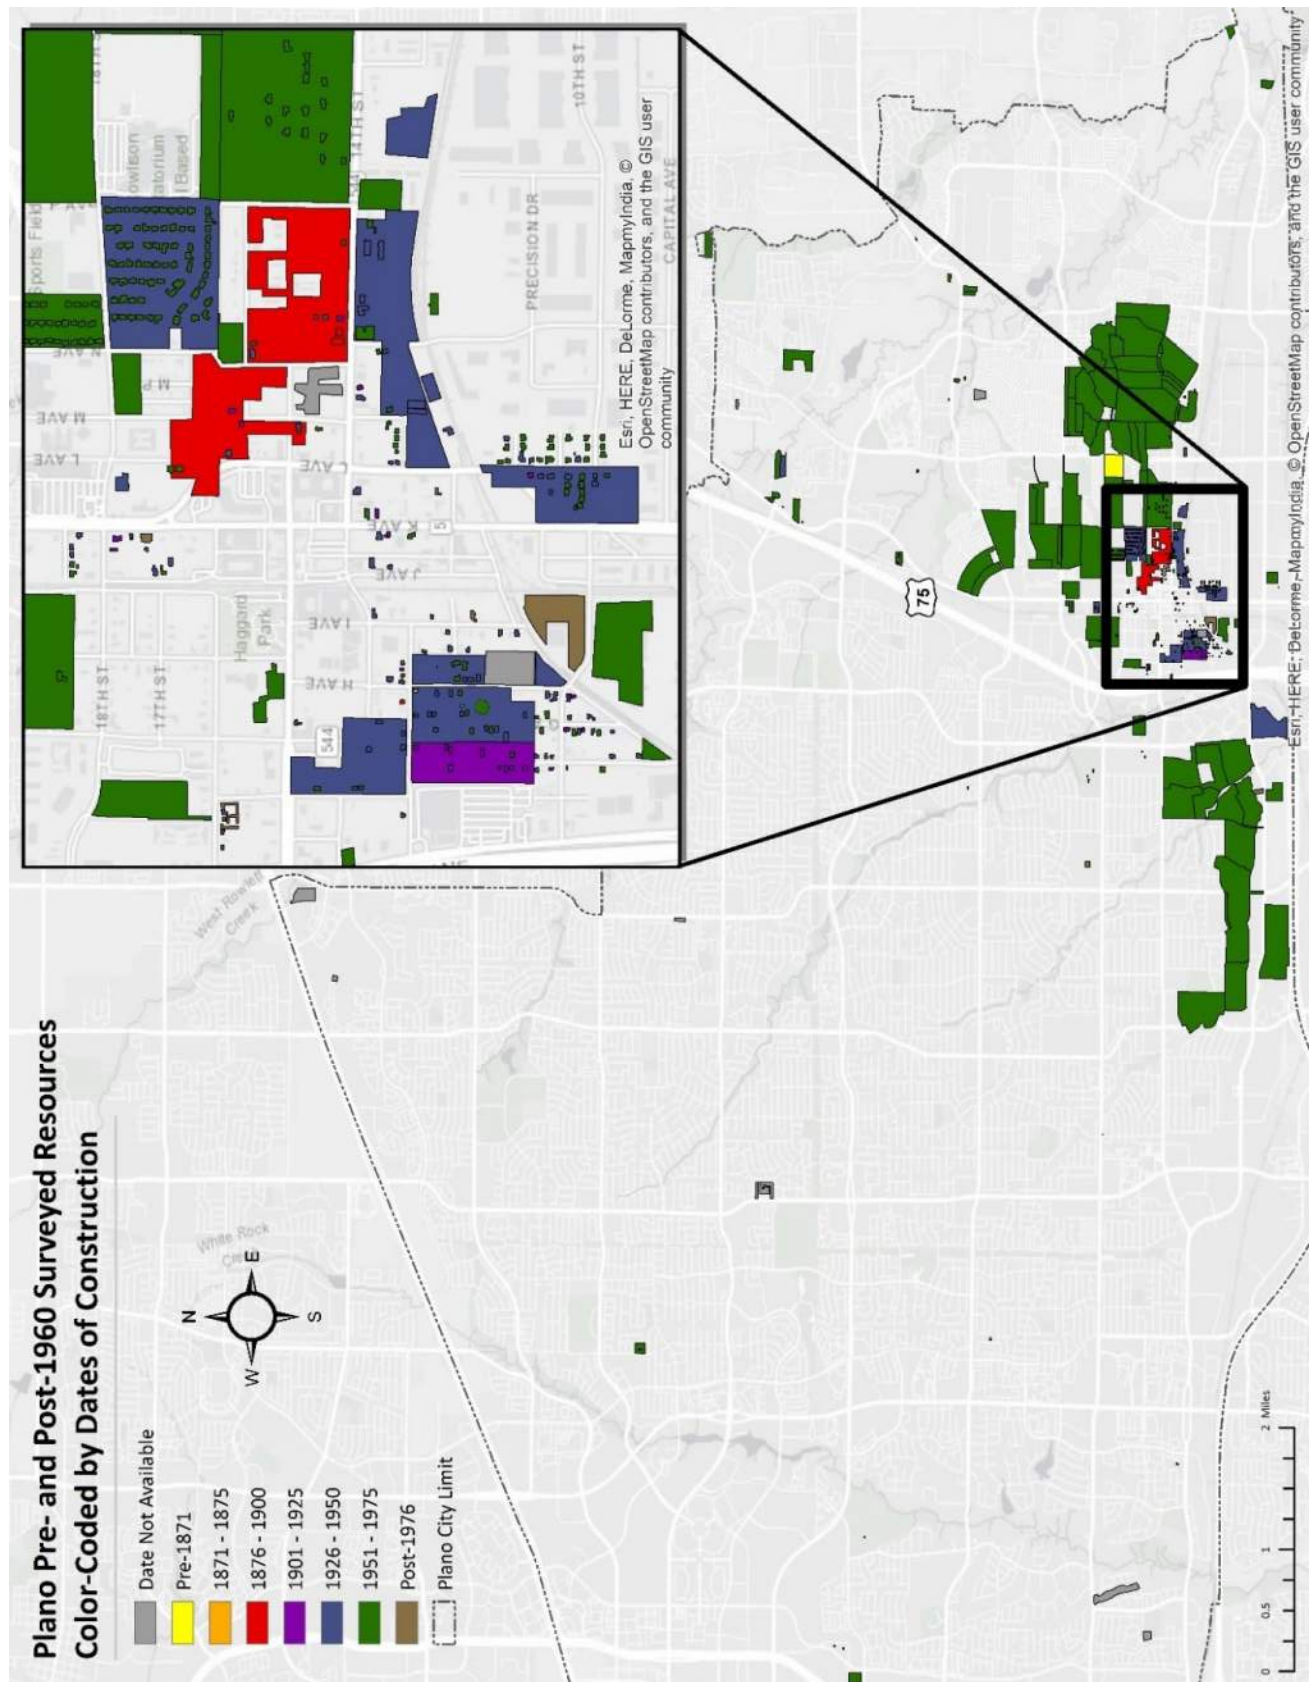 Plano Pre- and Post-1960 Surveyed Resources
Color-Coded by Dates of Construction
Date Not Available
Pre-1871
1871 - 1875
1876 - 1900
1901 - 1925
1926 - 1950
1951 - 1975
Post-1976
Plano City Limit
N
W
E
S
White Rock
West Rowlett
Creek
18TH ST
17TH ST
Haggard
Park
544
H AVE
I AVE
J AVE
K AVE
5
L AVE
L AVE
M AVE
N AVE
Sports Field
14TH ST
10TH ST
PRECISION DR
CAPITAL AVE
Esri, HERE, DeLorme, MapmyIndia, ©
OpenStreetMap contributors, and the GIS user
community
75
0
0.5
1
2 Miles
Esri, HERE, DeLorme, MapmyIndia, © OpenStreetMap contributors, and the GIS user community